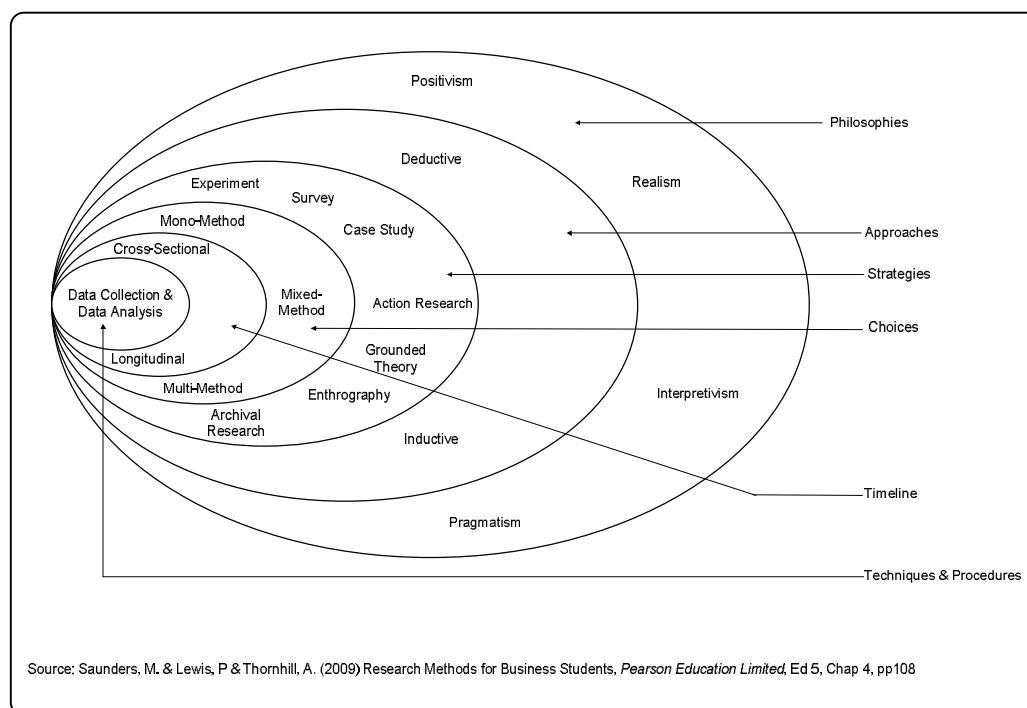 Positivism
Philosophies
Deductive
Realism
Experiment
Survey
Mono-Method
Case Study
Approaches
Cross-Sectional
Strategies
Data Collection &
Data Analysis
Mixed-
Method
Action Research
Choices
Longitudinal
Grounded
Theory
Multi-Method
Enthrography
Interpretivism
Archival
Research
Inductive
Timeline
Pragmatism
Techniques & Procedures
Source: Saunders, M. & Lewis, P & Thornhill, A. (2009) Research Methods for Business Students, Pearson Education Limited, Ed 5, Chap 4, pp108